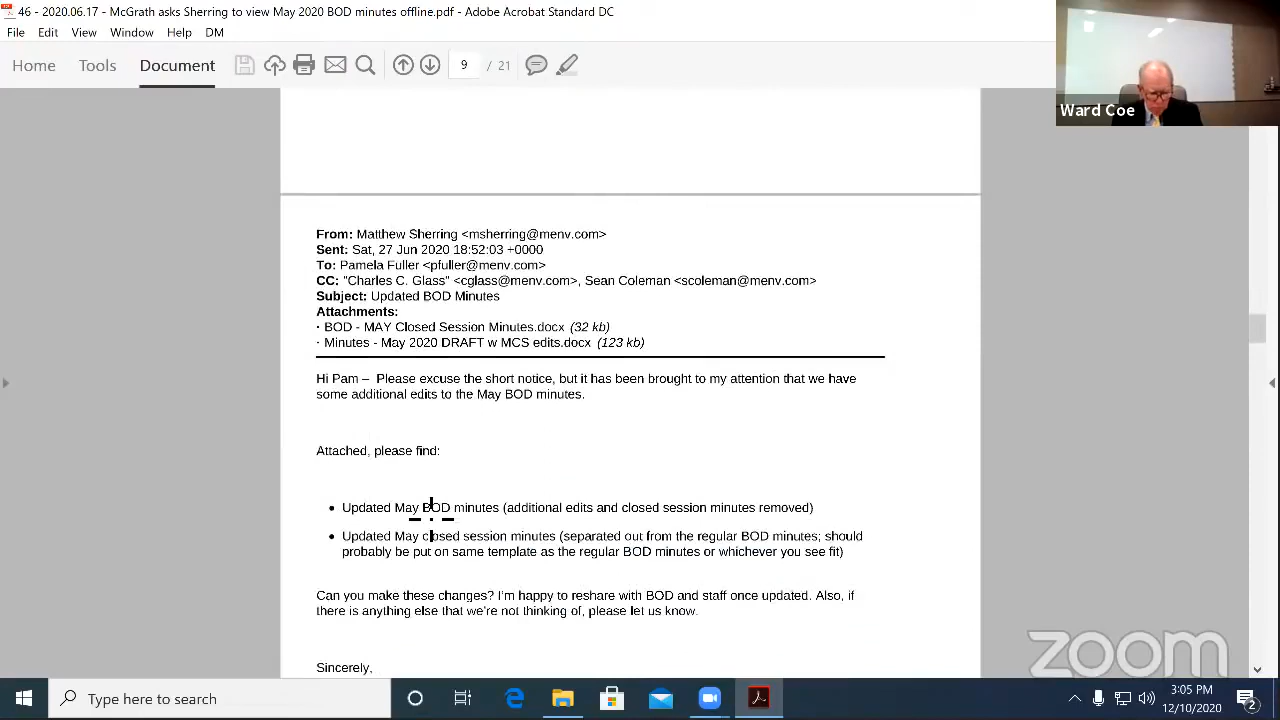 46 - 2020.06.17 - McGrath asks Sherring to view May 2020 BOD minutes offline.pdf - Adobe Acrobat Standard DC
File Edit View Window Help DM
Home Tools Document 9 / 21
Ward Coe
From: Matthew Sherring <msherring@menv.com>
Sent: Sat, 27 Jun 2020 18:52:03 +0000
To: Pamela Fuller <pfuller@menv.com>
CC: "Charles C. Glass" <cglass@menv.com>, Sean Coleman <scoleman@menv.com>
Subject: Updated BOD Minutes
Attachments:
· BOD - MAY Closed Session Minutes.docx (32 kb)
· Minutes - May 2020 DRAFT w MCS edits.docx (123 kb)
Hi Pam – Please excuse the short notice, but it has been brought to my attention that we have
some additional edits to the May BOD minutes.
Attached, please find:
• Updated May BOD minutes (additional edits and closed session minutes removed)
• Updated May closed session minutes (separated out from the regular BOD minutes; should
probably be put on same template as the regular BOD minutes or whichever you see fit)
Can you make these changes? I'm happy to reshare with BOD and staff once updated. Also, if
there is anything else that we're not thinking of, please let us know.
Sincerely,
zoom
Type here to search
3:05 PM
12/10/2020
2